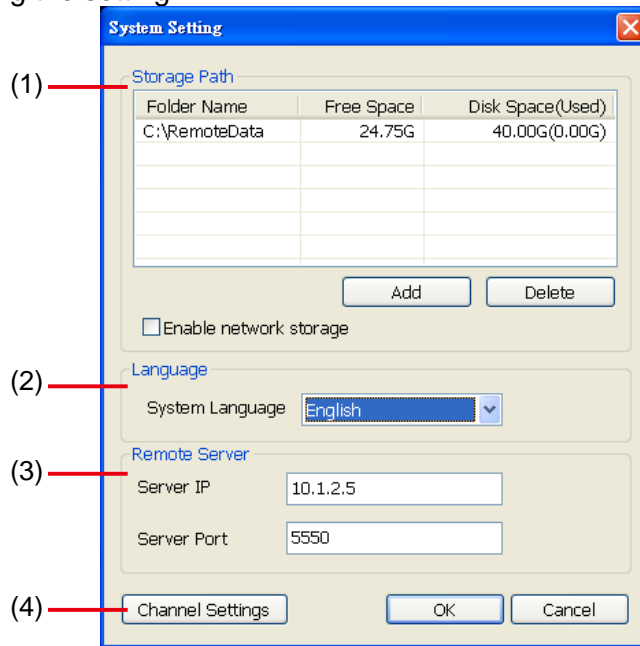 g the setting
System Setting
(1)
Storage Path
Folder Name Free Space Disk Space(Used)
C:\RemoteData 24.75G 40.00G(0.00G)
Add Delete
Enable network storage
(2)
Language
System Language English
(3)
Remote Server
Server IP 10.1.2.5
Server Port 5550
(4) Channel Settings OK Cancel